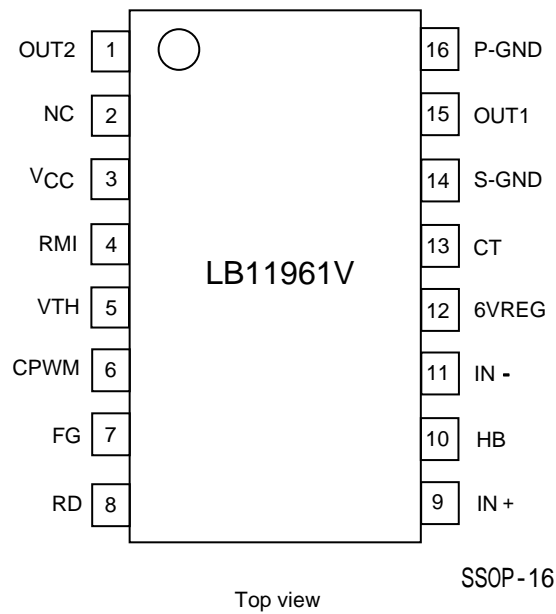 OUT2 1 16 P-GND
NC 2 15 OUT1
VCC 3 14 S-GND
RMI 4 13 CT
LB11961V
VTH 5 12 6VREG
CPWM 6 11 IN -
FG 7 10 HB
RD 8 9 IN +
SSOP-16
Top view